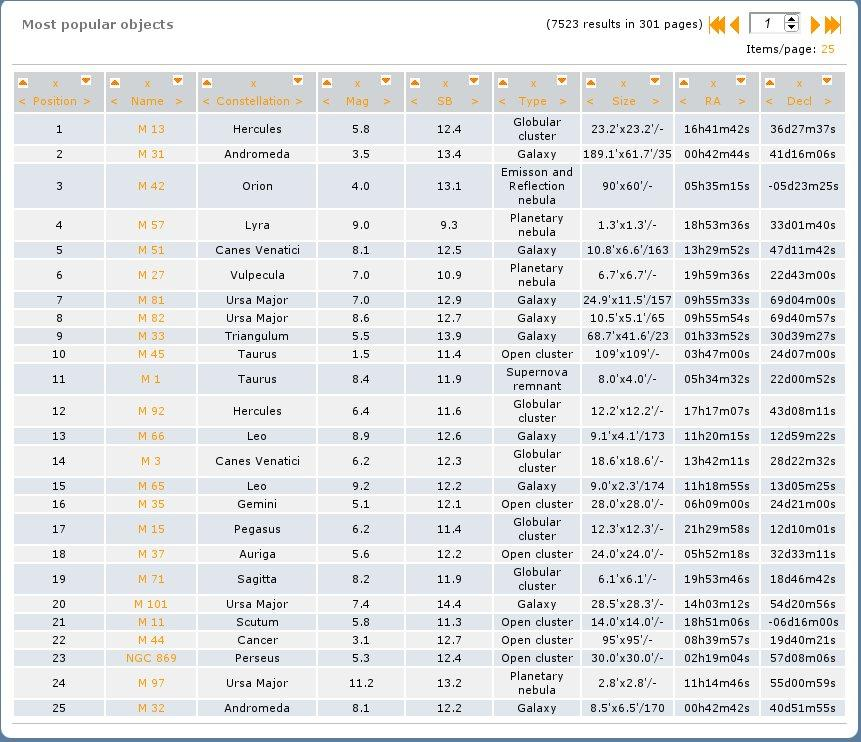 Most popular objects
(7523 results in 301 pages) 1
Items/page: 25
x x x x x x x x x
< Position > < Name > < Constellation > < Mag > < SB > < Type > < Size > < RA > < Decl >
1 M 13 Hercules 5.8 12.4 Globular cluster 23.2'x23.2'/- 16h41m42s 36d27m37s
2 M 31 Andromeda 3.5 13.4 Galaxy 189.1'x61.7'/35 00h42m44s 41d16m06s
3 M 42 Orion 4.0 13.1 Emisson and Reflection nebula 90'x60'/- 05h35m15s -05d23m25s
4 M 57 Lyra 9.0 9.3 Planetary nebula 1.3'x1.3'/- 18h53m36s 33d01m40s
5 M 51 Canes Venatici 8.1 12.5 Galaxy 10.8'x6.6'/163 13h29m52s 47d11m42s
6 M 27 Vulpecula 7.0 10.9 Planetary nebula 6.7'x6.7'/- 19h59m36s 22d43m00s
7 M 81 Ursa Major 7.0 12.9 Galaxy 24.9'x11.5'/157 09h55m33s 69d04m00s
8 M 82 Ursa Major 8.6 12.7 Galaxy 10.5'x5.1'/65 09h55m54s 69d40m57s
9 M 33 Triangulum 5.5 13.9 Galaxy 68.7'x41.6'/23 01h33m52s 30d39m27s
10 M 45 Taurus 1.5 11.4 Open cluster 109'x109'/- 03h47m00s 24d07m00s
11 M 1 Taurus 8.4 11.9 Supernova remnant 8.0'x4.0'/- 05h34m32s 22d00m52s
12 M 92 Hercules 6.4 11.6 Globular cluster 12.2'x12.2'/- 17h17m07s 43d08m11s
13 M 66 Leo 8.9 12.6 Galaxy 9.1'x4.1'/173 11h20m15s 12d59m22s
14 M 3 Canes Venatici 6.2 12.3 Globular cluster 18.6'x18.6'/- 13h42m11s 28d22m32s
15 M 65 Leo 9.2 12.2 Galaxy 9.0'x2.3'/174 11h18m55s 13d05m25s
16 M 35 Gemini 5.1 12.1 Open cluster 28.0'x28.0'/- 06h09m00s 24d21m00s
17 M 15 Pegasus 6.2 11.4 Globular cluster 12.3'x12.3'/- 21h29m58s 12d10m01s
18 M 37 Auriga 5.6 12.2 Open cluster 24.0'x24.0'/- 05h52m18s 32d33m11s
19 M 71 Sagitta 8.2 11.9 Globular cluster 6.1'x6.1'/- 19h53m46s 18d46m42s
20 M 101 Ursa Major 7.4 14.4 Galaxy 28.5'x28.3'/- 14h03m12s 54d20m56s
21 M 11 Scutum 5.8 11.3 Open cluster 14.0'x14.0'/- 18h51m06s -06d16m00s
22 M 44 Cancer 3.1 12.7 Open cluster 95'x95'/- 08h39m57s 19d40m21s
23 NGC 869 Perseus 5.3 12.4 Open cluster 30.0'x30.0'/- 02h19m04s 57d08m06s
24 M 97 Ursa Major 11.2 13.2 Planetary nebula 2.8'x2.8'/- 11h14m46s 55d00m59s
25 M 32 Andromeda 8.1 12.2 Galaxy 8.5'x6.5'/170 00h42m42s 40d51m55s